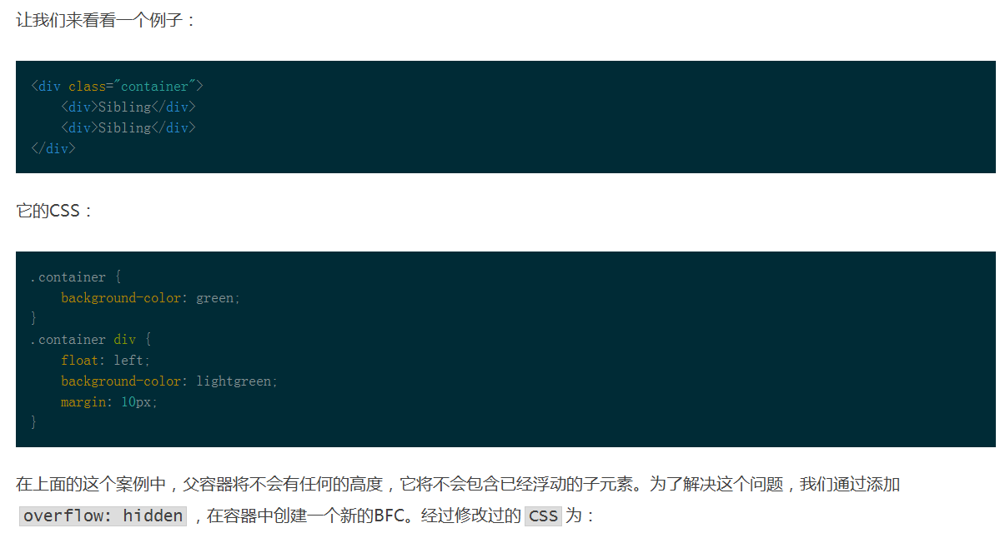 让我们来看看一个例子：
<div class="container">
    <div>Sibling</div>
    <div>Sibling</div>
</div>
它的CSS：
.container {
    background-color: green;
}
.container div {
    float: left;
    background-color: lightgreen;
    margin: 10px;
}
在上面的这个案例中，父容器将不会有任何的高度，它将不会包含已经浮动的子元素。为了解决这个问题，我们通过添加
overflow: hidden ，在容器中创建一个新的BFC。经过修改过的 CSS 为：